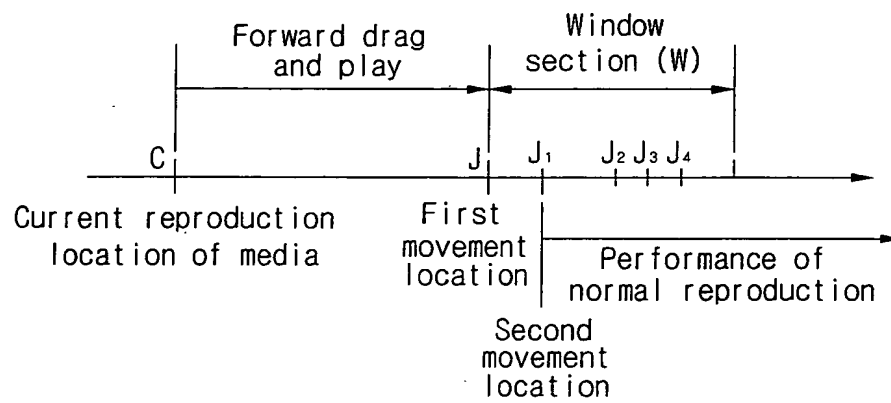 Forward drag
and play
Window
section (W)
C
J
J₁
J₂
J₃
J₄
Current reproduction
location of media
First
movement
location
Performance of
normal reproduction
Second
movement
location